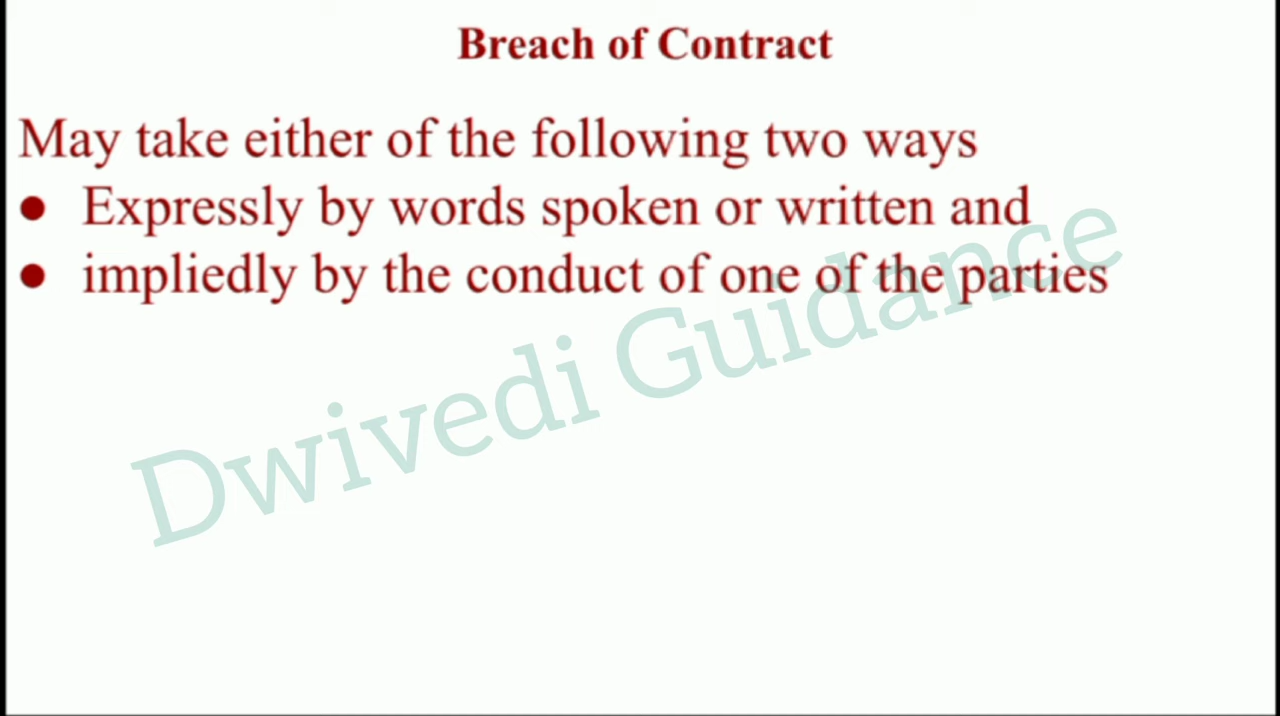 Breach of Contract
May take either of the following two ways
● Expressly by words spoken or written and
● impliedly by the conduct of one of the parties
Dwivedi Guidance